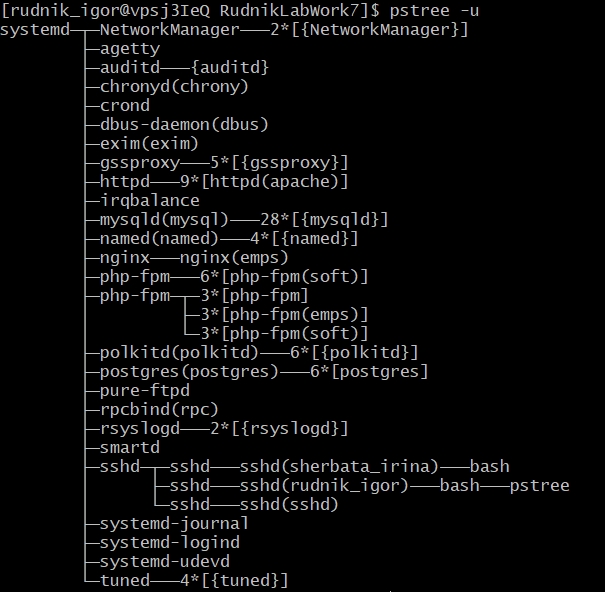 [rudnik_igor@vpsj3IeQ RudnikLabWork7]$ pstree -u
systemd─┬─NetworkManager───2*[{NetworkManager}]
        ├─agetty
        ├─auditd───{auditd}
        ├─chronyd(chrony)
        ├─crond
        ├─dbus-daemon(dbus)
        ├─exim(exim)
        ├─gssproxy───5*[{gssproxy}]
        ├─httpd───9*[httpd(apache)]
        ├─irqbalance
        ├─mysqld(mysql)───28*[{mysqld}]
        ├─named(named)───4*[{named}]
        ├─nginx───nginx(emps)
        ├─php-fpm───6*[php-fpm(soft)]
        ├─php-fpm─┬─3*[php-fpm]
        │         ├─3*[php-fpm(emps)]
        │         └─3*[php-fpm(soft)]
        ├─polkitd(polkitd)───6*[{polkitd}]
        ├─postgres(postgres)───6*[postgres]
        ├─pure-ftpd
        ├─rpcbind(rpc)
        ├─rsyslogd───2*[{rsyslogd}]
        ├─smartd
        ├─sshd─┬─sshd───sshd(sherbata_irina)───bash
        │      ├─sshd───sshd(rudnik_igor)───bash───pstree
        │      └─sshd───sshd(sshd)
        ├─systemd-journal
        ├─systemd-logind
        ├─systemd-udevd
        └─tuned───4*[{tuned}]